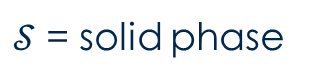 S = solid phase